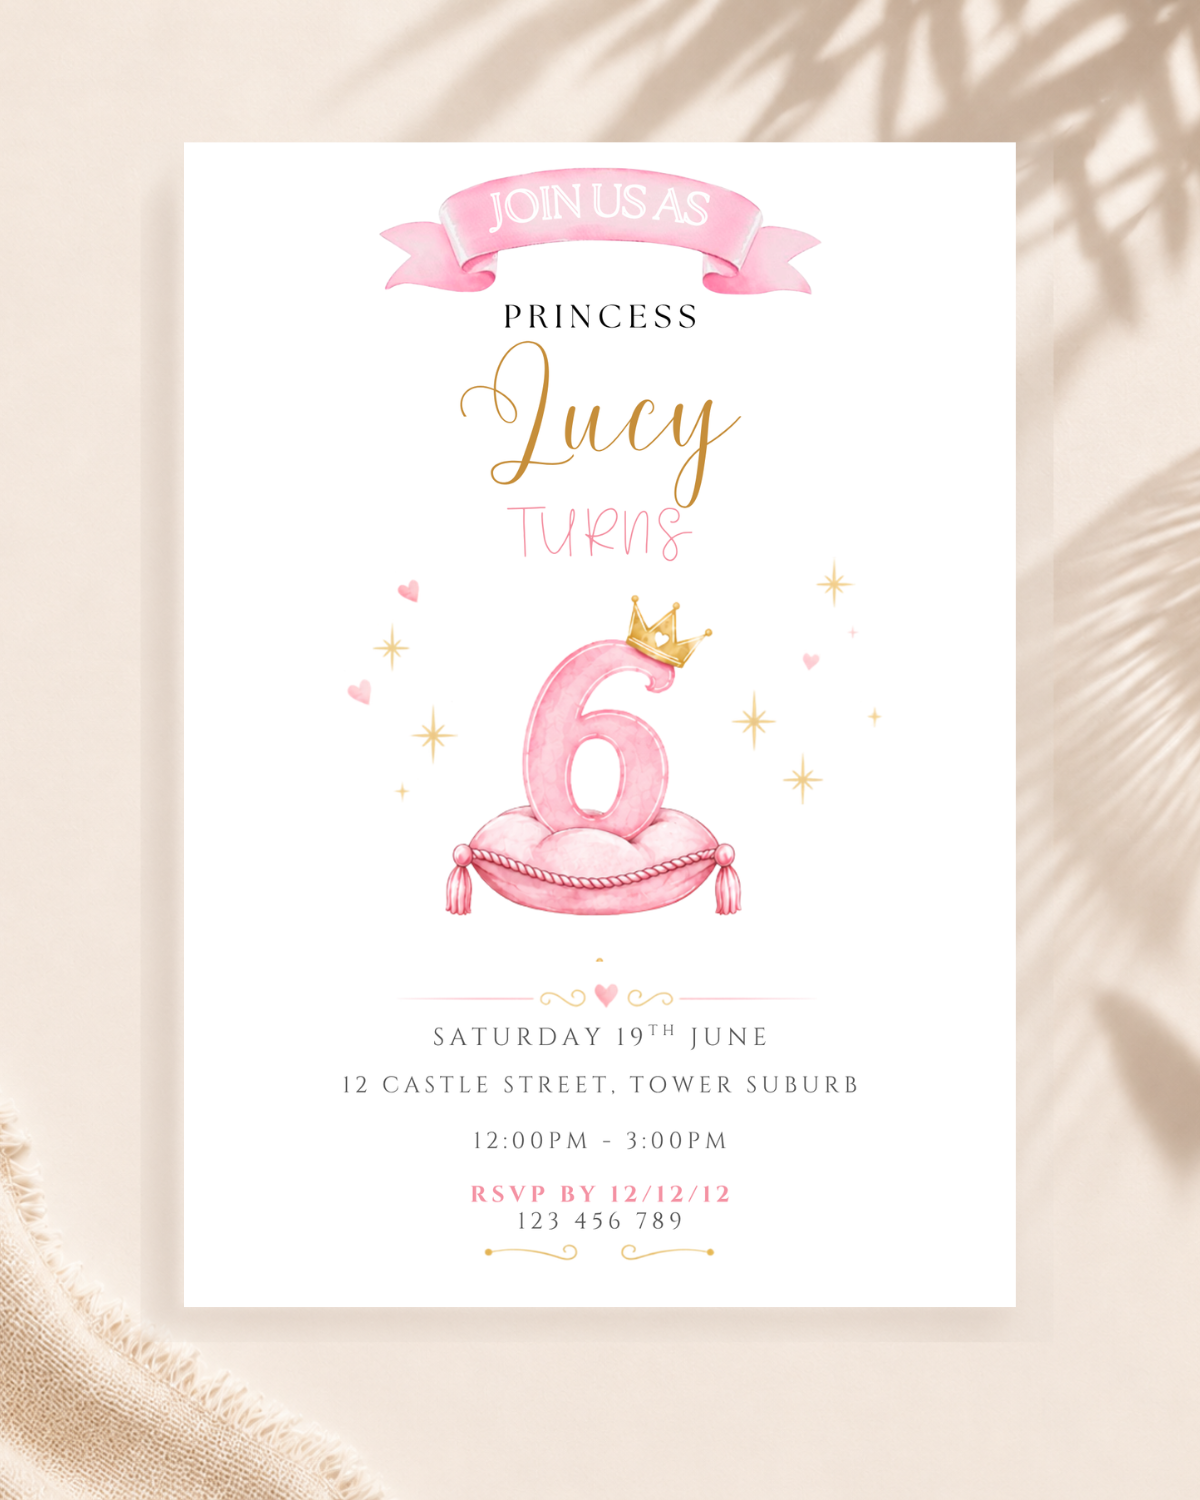 JOIN US AS
PRINCESS
Lucy
TURNS
6
SATURDAY 19TH JUNE
12 CASTLE STREET, TOWER SUBURB
12:00PM - 3:00PM
RSVP BY 12/12/12
123 456 789